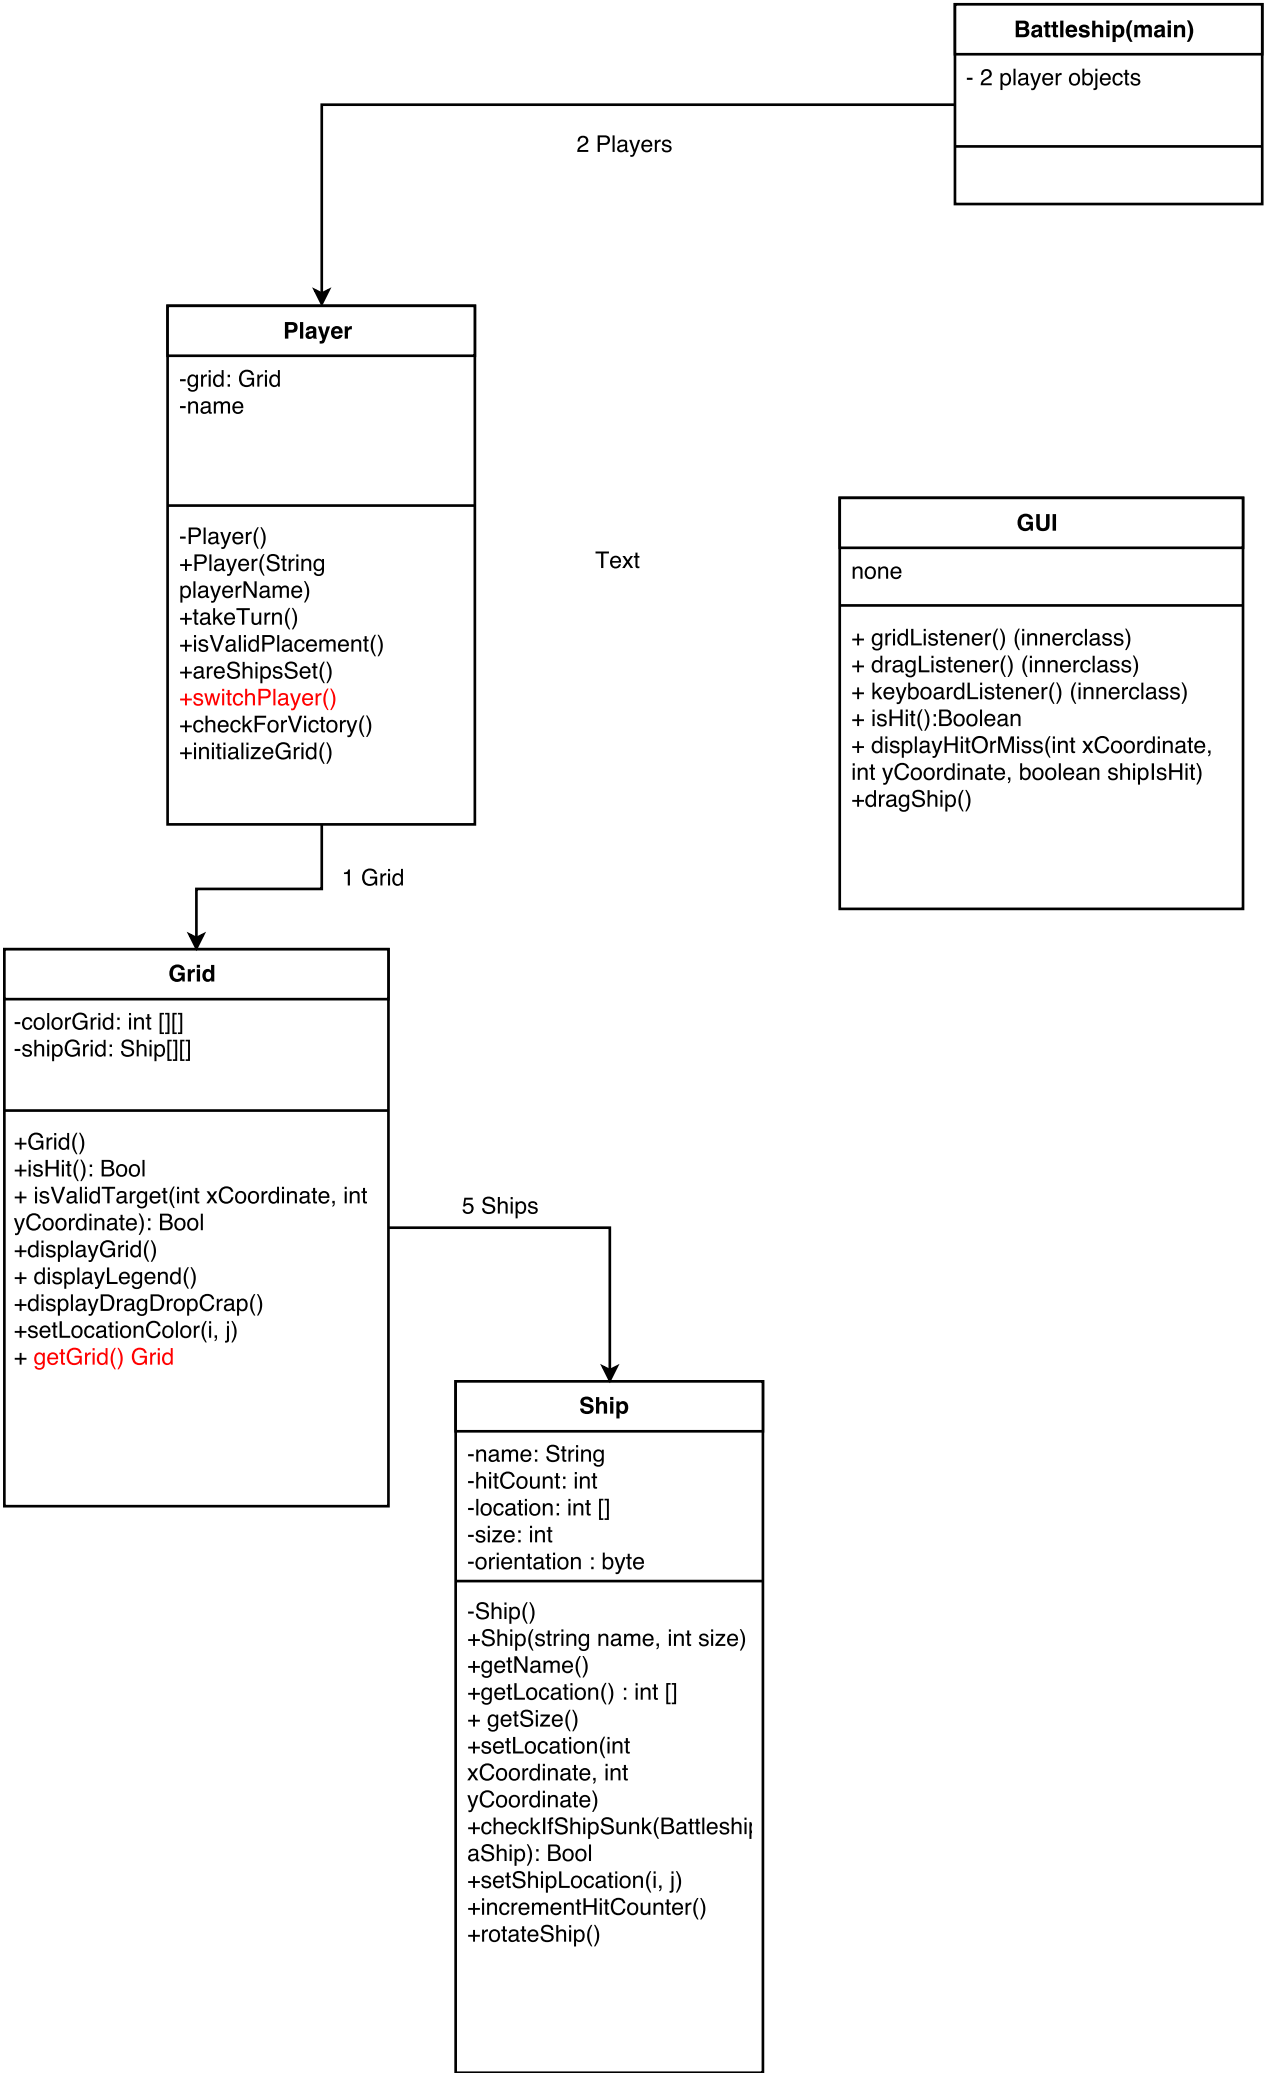 Battleship(main)
- 2 player objects
2 Players
Player
-grid: Grid
-name
-Player()
+Player(String
playerName)
+takeTurn()
+isValidPlacement()
+areShipsSet()
+switchPlayer()
+checkForVictory()
+initializeGrid()
Text
GUI
none
+ gridListener() (innerclass)
+ dragListener() (innerclass)
+ keyboardListener() (innerclass)
+ isHit():Boolean
+ displayHitOrMiss(int xCoordinate,
int yCoordinate, boolean shipIsHit)
+dragShip()
1 Grid
Grid
-colorGrid: int [][]
-shipGrid: Ship[][]
+Grid()
+isHit(): Bool
+ isValidTarget(int xCoordinate, int
yCoordinate): Bool
+displayGrid()
+ displayLegend()
+displayDragDropCrap()
+setLocationColor(i, j)
+ getGrid() Grid
5 Ships
Ship
-name: String
-hitCount: int
-location: int []
-size: int
-orientation : byte
-Ship()
+Ship(string name, int size)
+getName()
+getLocation() : int []
+ getSize()
+setLocation(int
xCoordinate, int
yCoordinate)
+checkIfShipSunk(Battleship
aShip): Bool
+setShipLocation(i, j)
+incrementHitCounter()
+rotateShip()